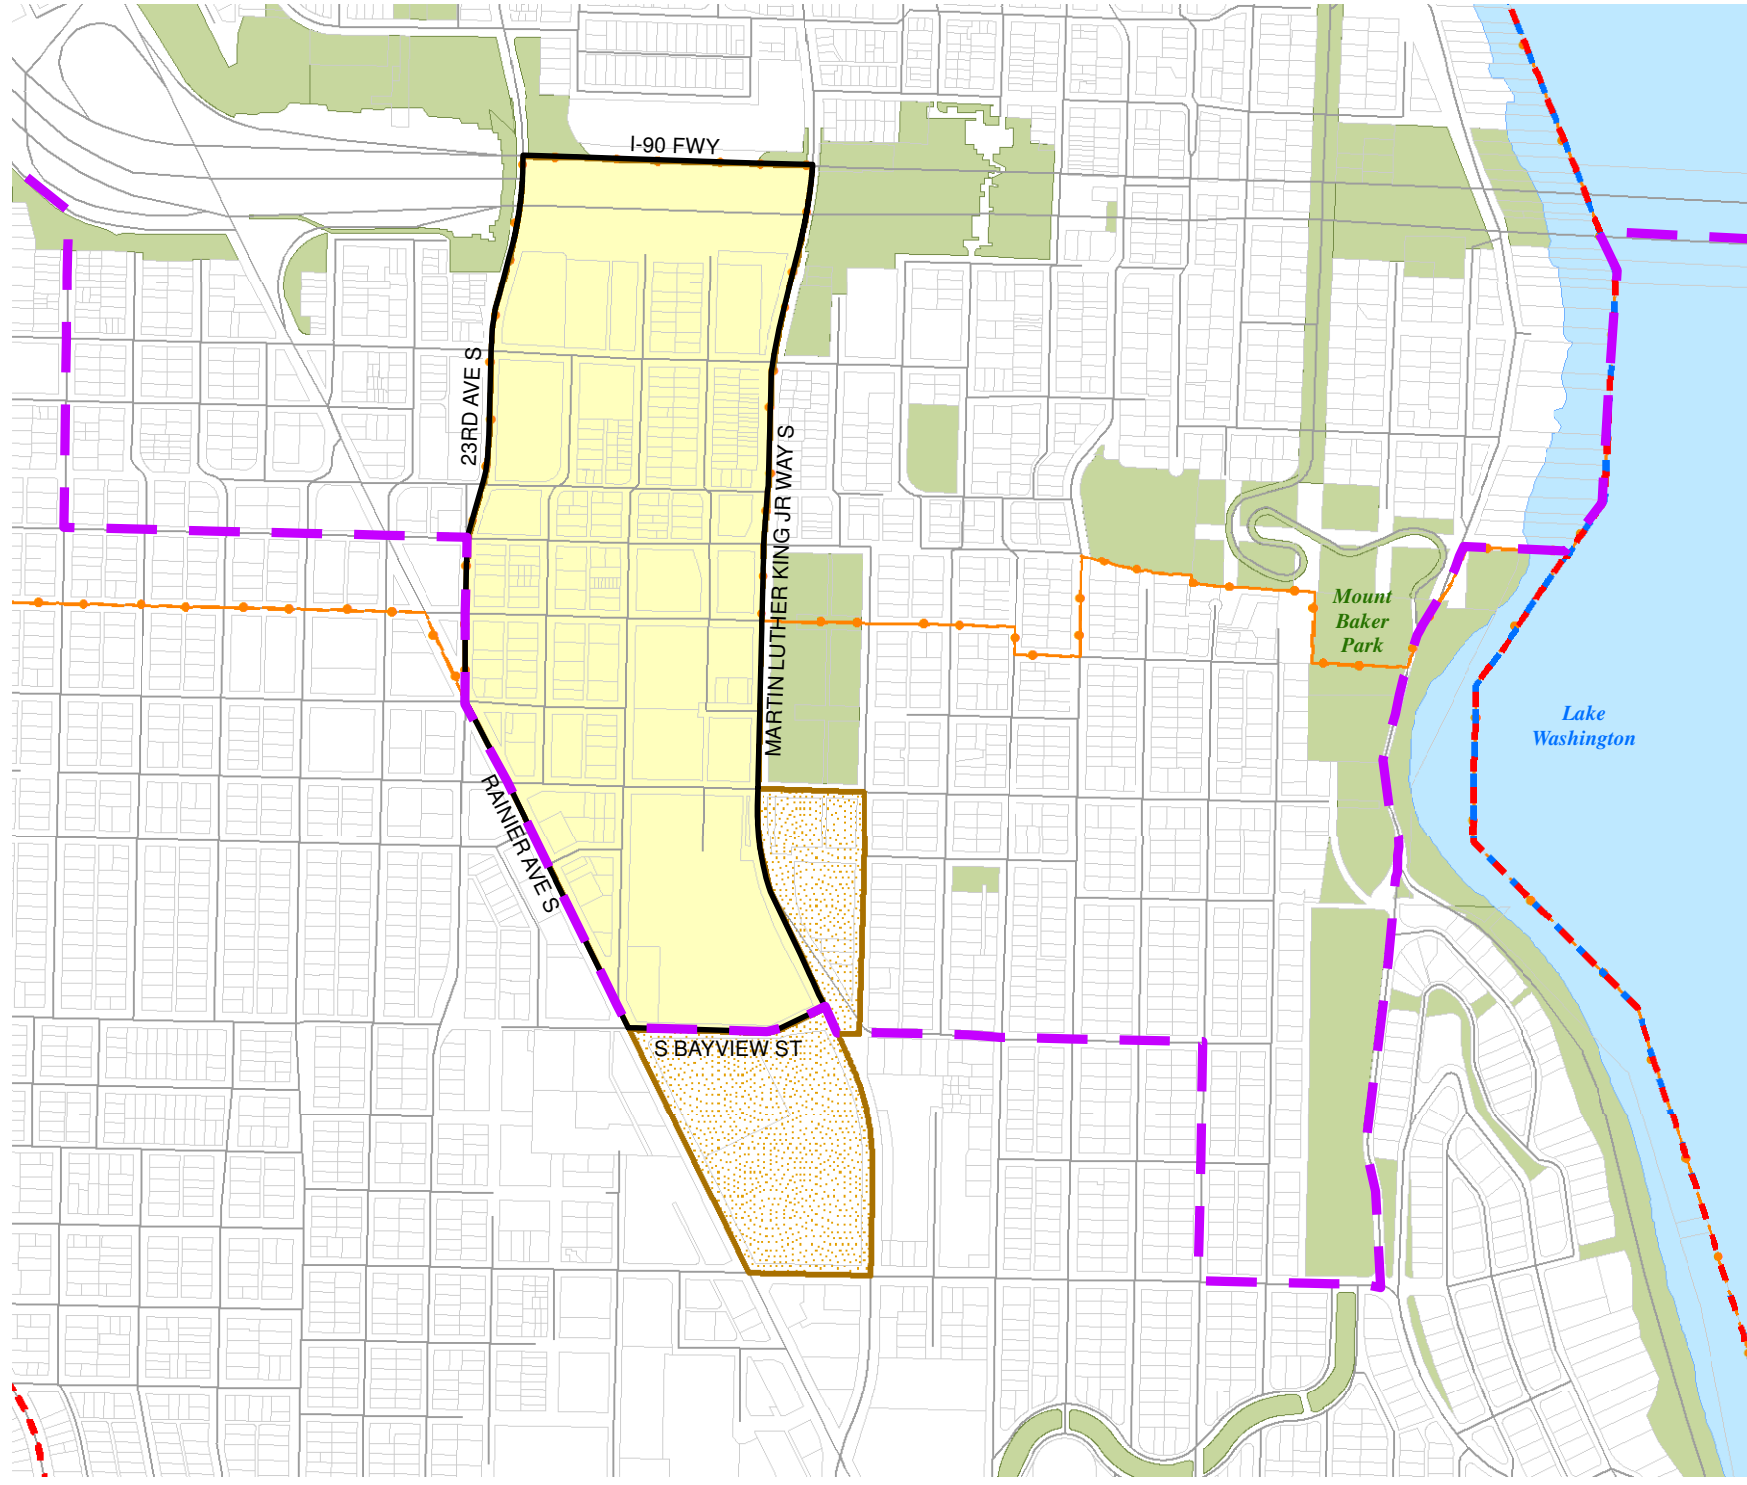 I-90 FWY
23RD AVE S
MARTIN LUTHER KING JR WAY S
Mount
Baker
Park
Lake
Washington
RAINIER AVE S
S BAYVIEW ST